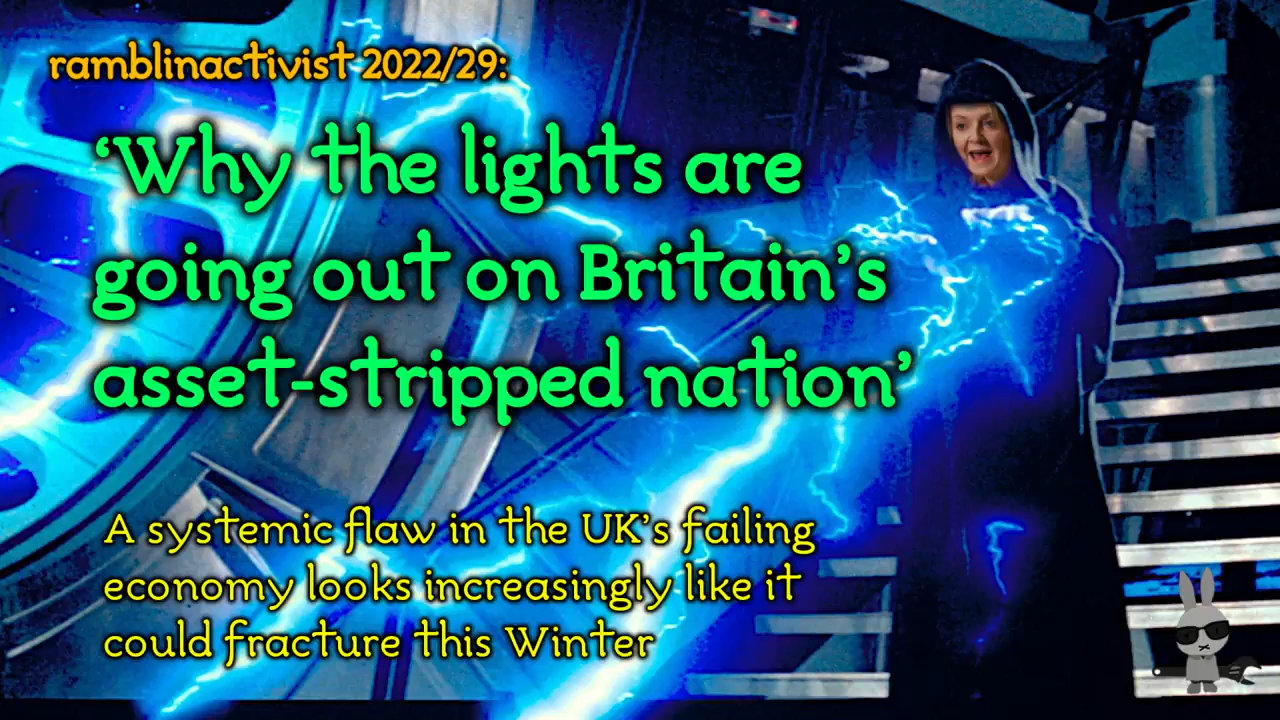 ramblinactivist 2022/29:
‘Why the lights are
going out on Britain’s
asset-stripped nation’
A systemic flaw in the UK’s failing
economy looks increasingly like it
could fracture this Winter